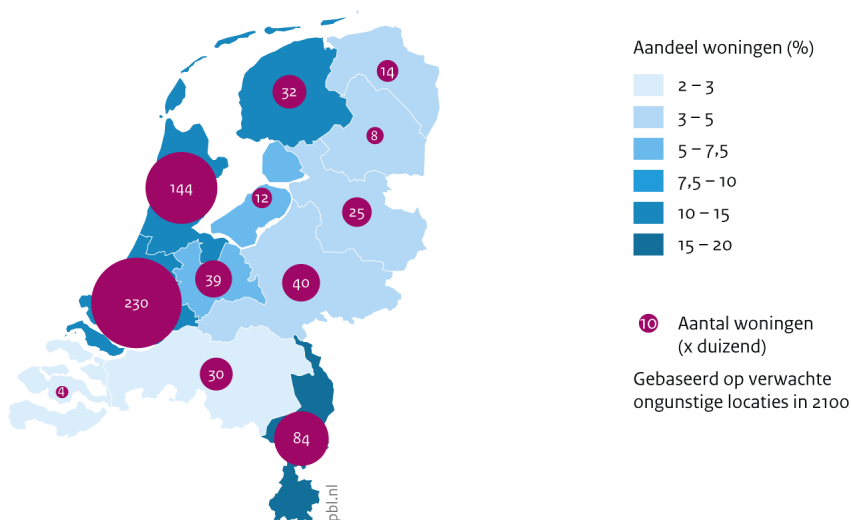 14
32
8
144
12
25
39
40
230
30
4
84
pbl.nl
Aandeel woningen (%)
2 – 3
3 – 5
5 – 7,5
7,5 – 10
10 – 15
15 – 20
10 Aantal woningen
(x duizend)
Gebaseerd op verwachte
ongunstige locaties in 2100